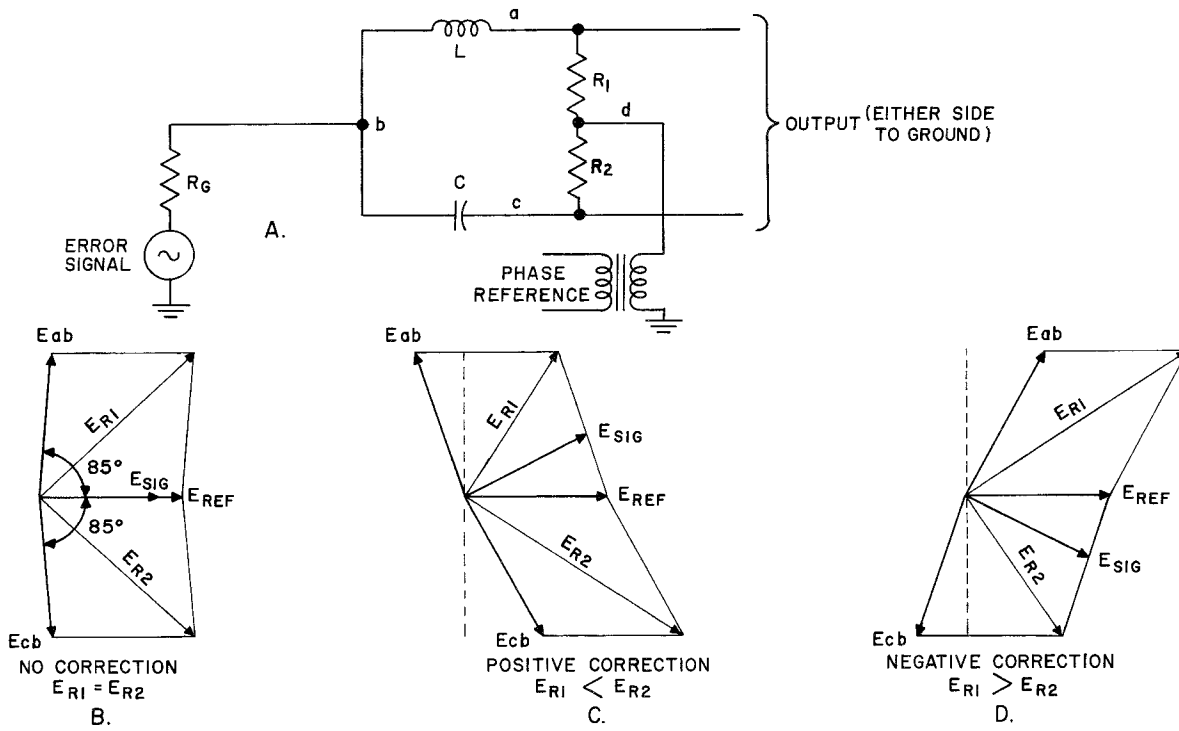 a
L
R1
b
d
OUTPUT (EITHER SIDE TO GROUND)
R2
RG
C
c
A.
ERROR
SIGNAL
PHASE
REFERENCE
Eab
ER1
85°
ESIG
EREF
85°
ER2
Ecb
NO CORRECTION
ER1 = ER2
B.
Eab
ER1
ESIG
EREF
ER2
Ecb
POSITIVE CORRECTION
ER1 < ER2
C.
Eab
ER1
EREF
ESIG
ER2
Ecb
NEGATIVE CORRECTION
ER1 > ER2
D.